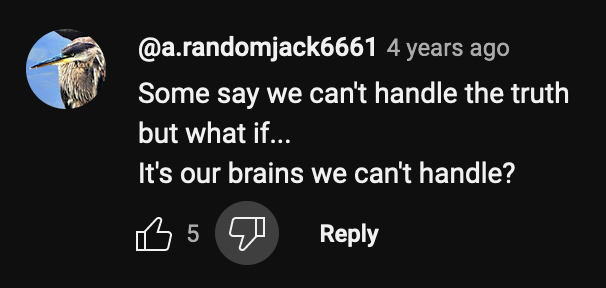 @a.randomjack6661 4 years ago
Some say we can't handle the truth
but what if...
It's our brains we can't handle?
5 Reply